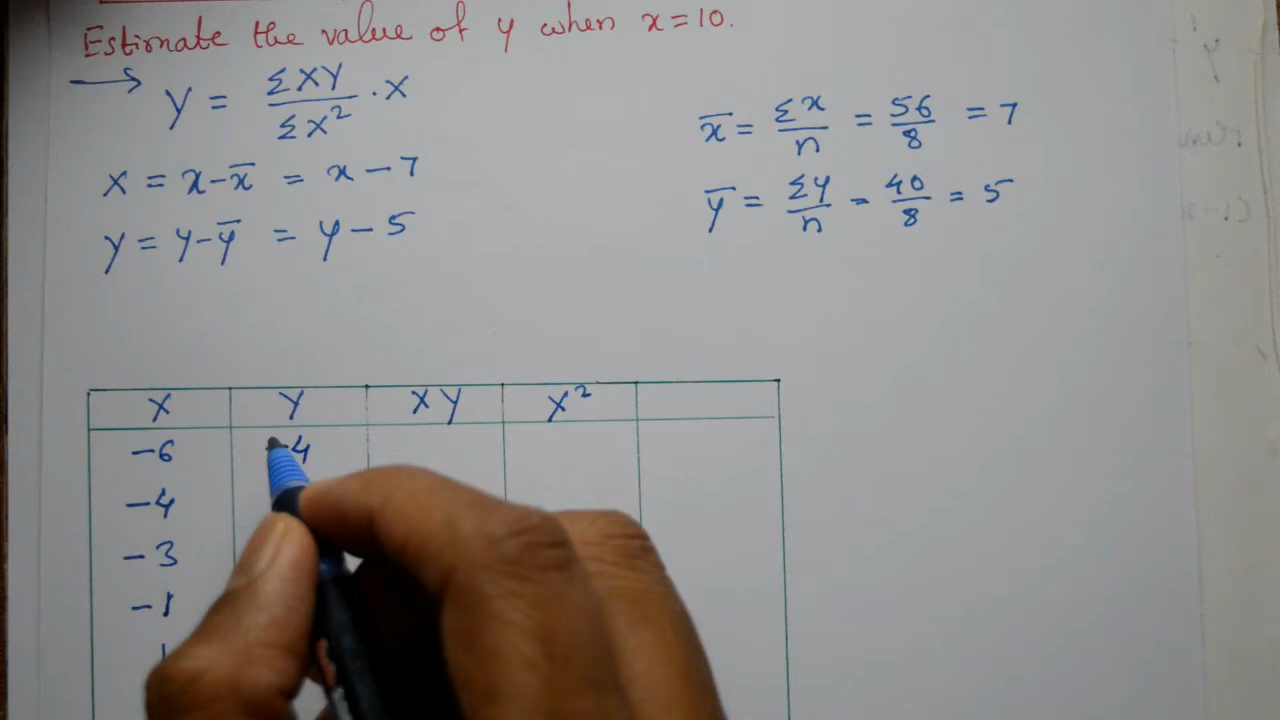 Estimate the value of y when x=10.
→ Y = ΣXY / ΣX² . X
X = x-x̄ = x-7
Y = y-ȳ = y-5
x̄ = Σx / n = 56 / 8 = 7
ȳ = Σy / n = 40 / 8 = 5
X Y XY X²
-6 -4
-4
-3
-1
1